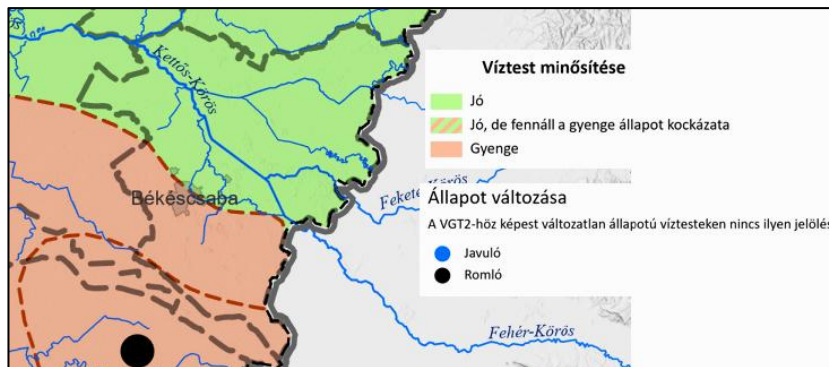 Kettős-Körös
Békéscsaba
Fekete-Körös
Fehér-Körös
Víztest minősítése
Jó
Jó, de fennáll a gyenge állapot kockázata
Gyenge
Állapot változása
A VGT2-höz képest változatlan állapotú víztesteken nincs ilyen jelölés
Javuló
Romló